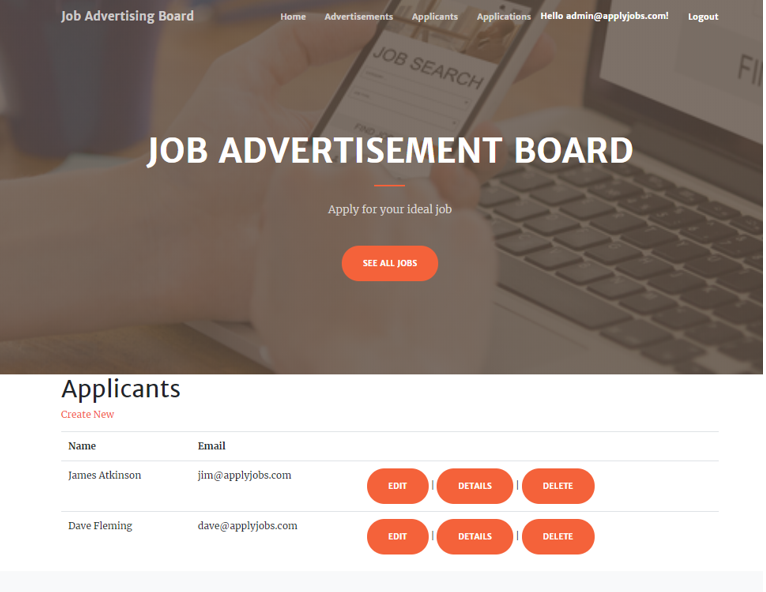 Job Advertising Board Home Advertisements Applicants Applications Hello admin@applyjobs.com! Logout
JOB SEARCH
JOB ADVERTISEMENT BOARD
Apply for your ideal job
SEE ALL JOBS
Applicants
Create New
Name Email
James Atkinson jim@applyjobs.com EDIT | DETAILS | DELETE
Dave Fleming dave@applyjobs.com EDIT | DETAILS | DELETE